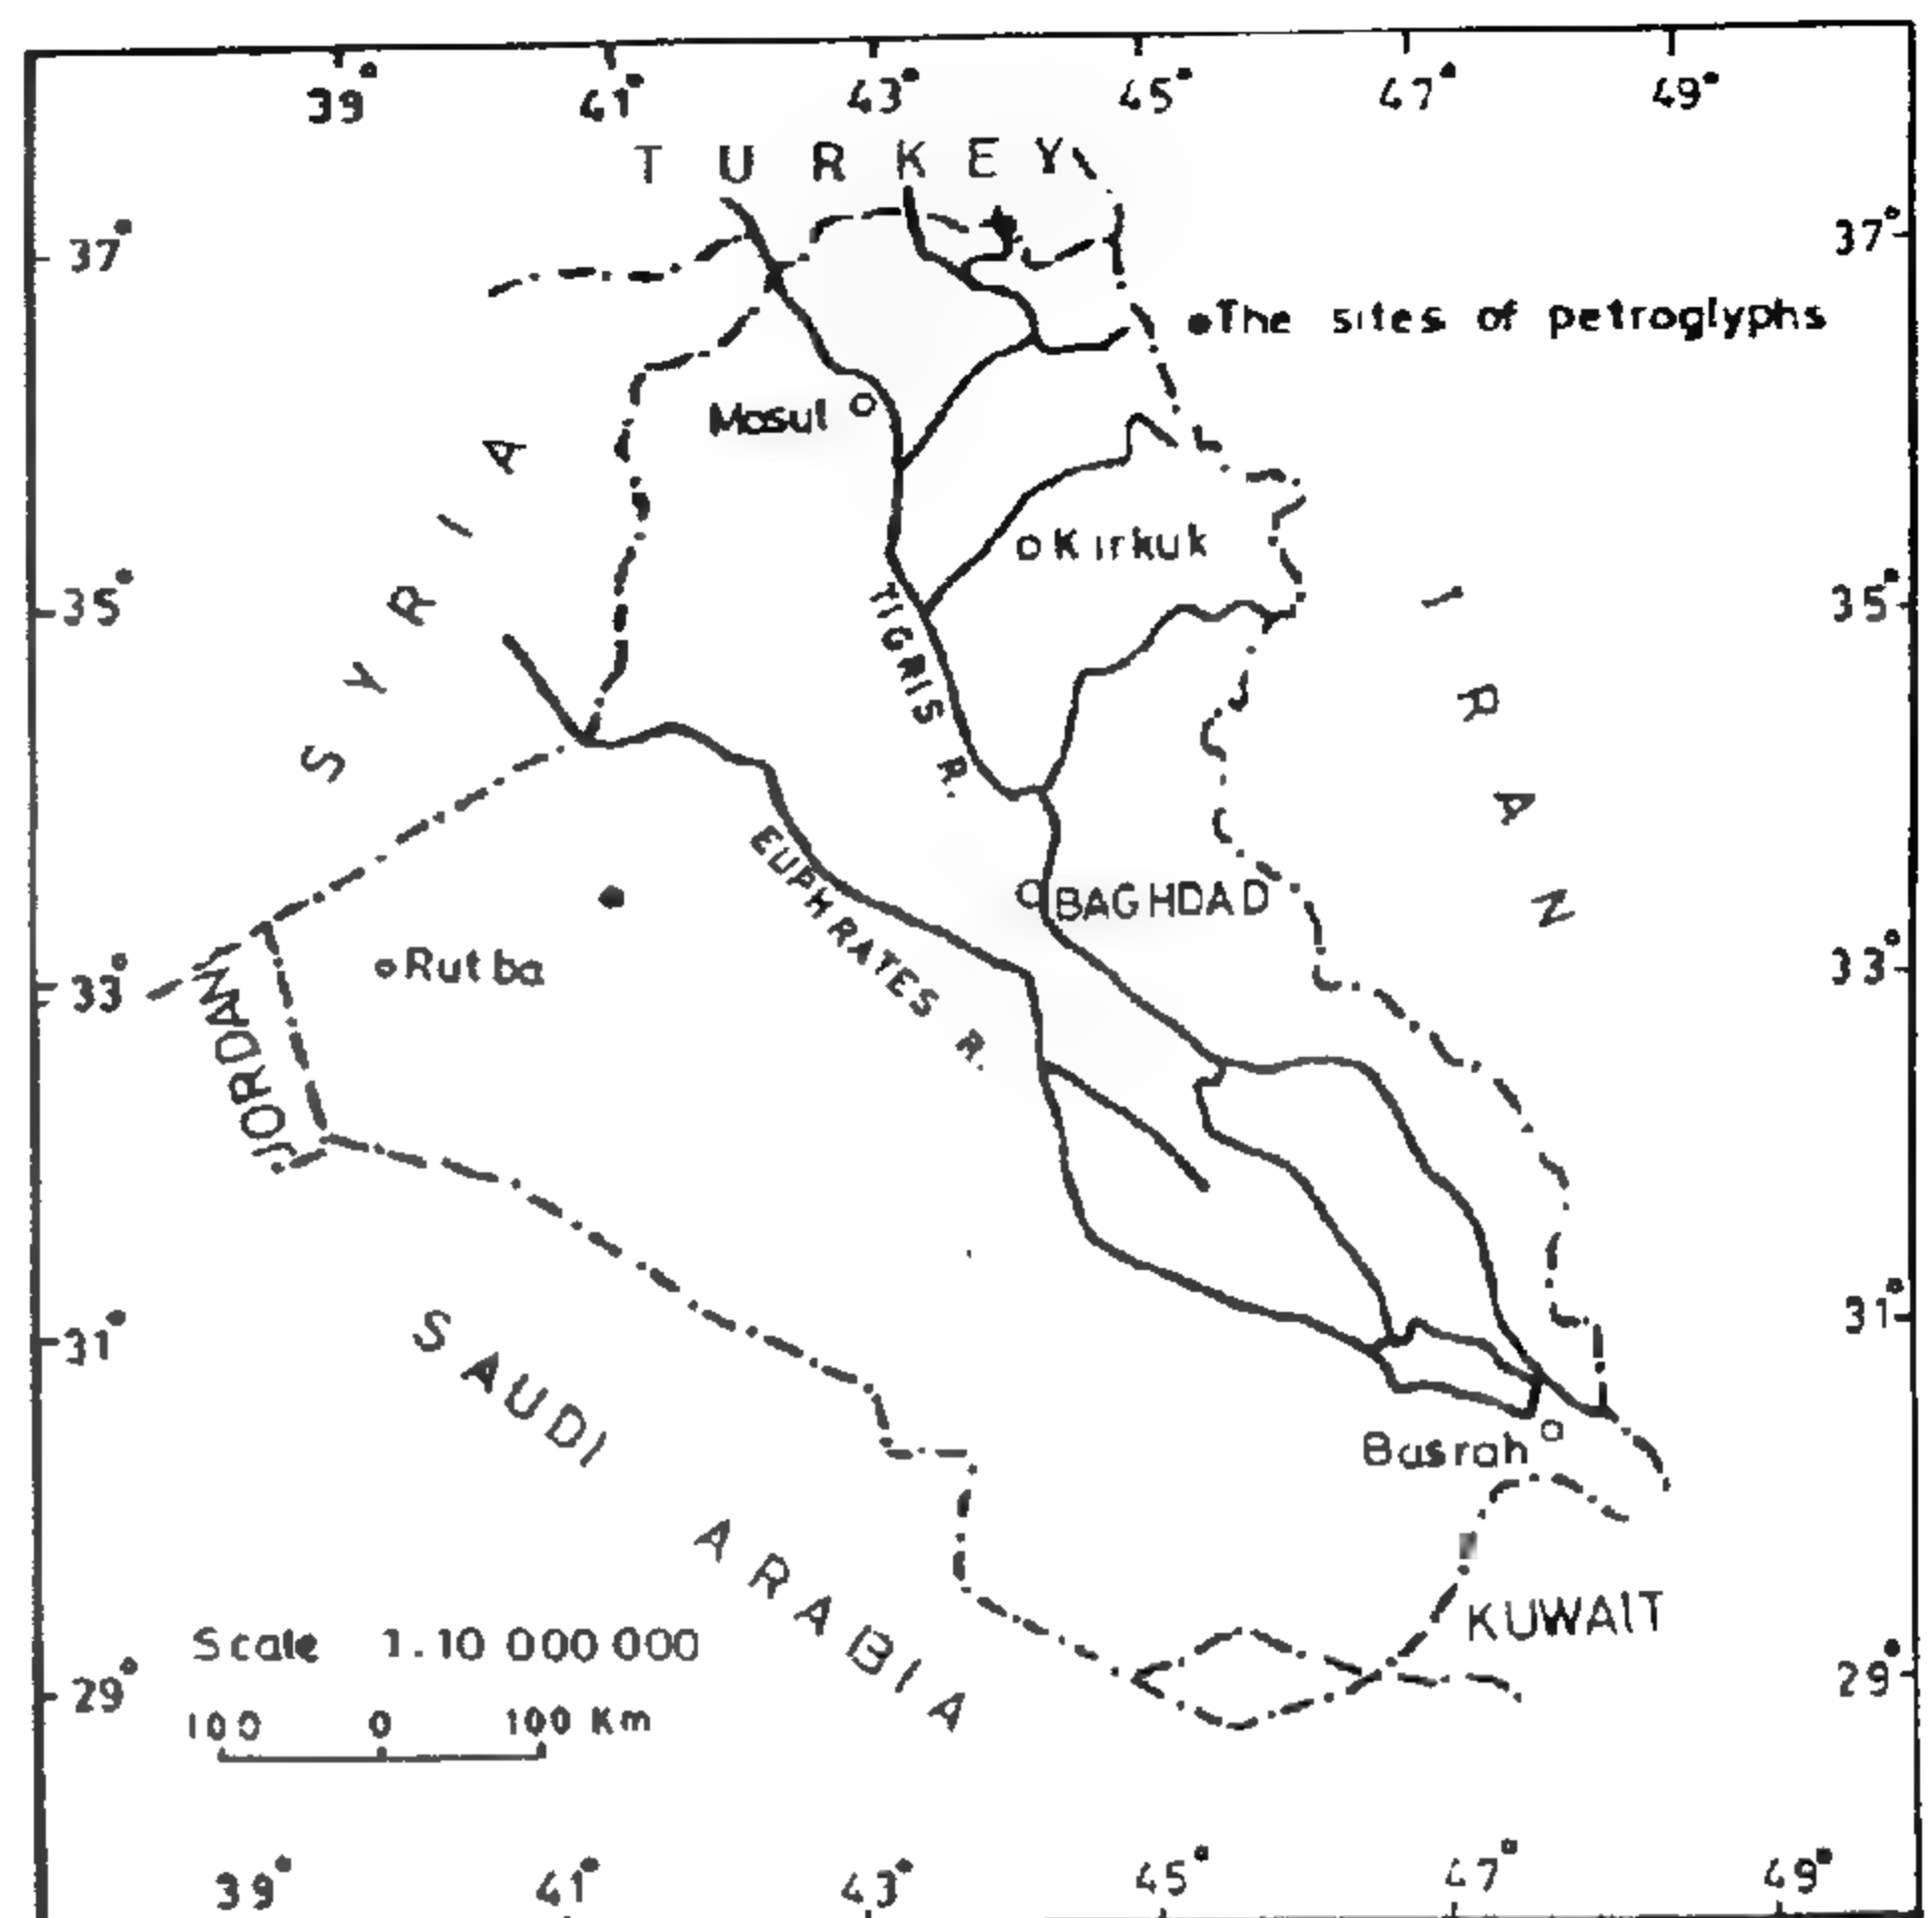 39° 41° 43° 45° 47° 49°
TURKEY
37° 37°
The sites of petroglyphs
Mosul
SYRIA
Kirkuk
35° 35°
TIGRIS R.
IRAN
EUPHRATES R.
BAGHDAD
Rutba
33° 33°
JORDAN
31° 31°
SAUDI
ARABIA
Basrah
KUWAIT
Scale 1.10 000 000
29° 29°
100 0 100 Km
39° 41° 43° 45° 47° 49°